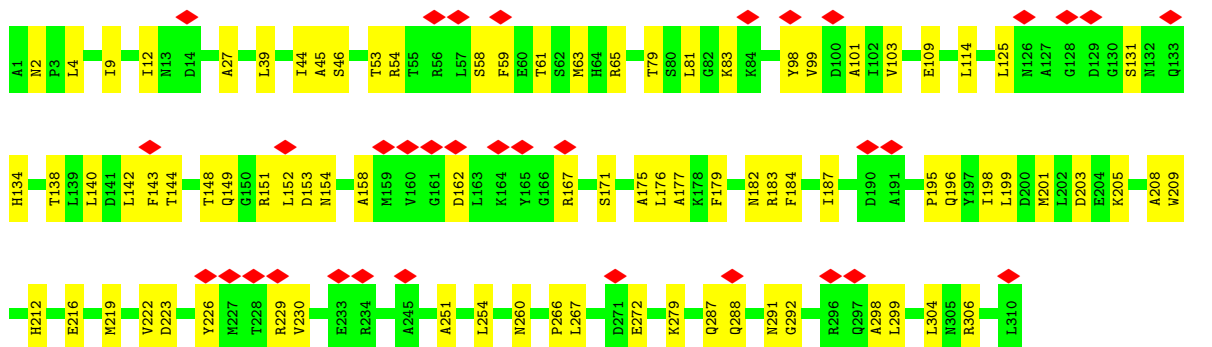 A1 N2 P3 L4 I9 I12 N13 D14 A27 L39 I44 A45 S46 T53 R54 T55 R56 L57 S58 F59 E60 T61 S62 M63 H64 R65 T79 S80 L81 G82 K83 K84 Y98 V99 D100 A101 I102 V103 E109 L114 L125 N126 A127 G128 D129 G130 S131 N132 Q133
H134 T138 L139 L140 D141 L142 F143 T144 T148 Q149 G150 R151 L152 D153 N154 A158 M159 V160 G161 D162 L163 K164 Y165 G166 R167 S171 A175 L176 A177 K178 F179 N182 R183 F184 I187 D190 A191 P195 Q196 Y197 I198 L199 D200 M201 L202 D203 E204 K205 A208 W209
H212 E216 M219 V222 D223 Y226 M227 T228 R229 V230 E233 R234 A245 A251 L254 N260 P266 L267 D271 E272 K279 Q287 Q288 N291 G292 R296 Q297 A298 L299 L304 N305 R306 L310